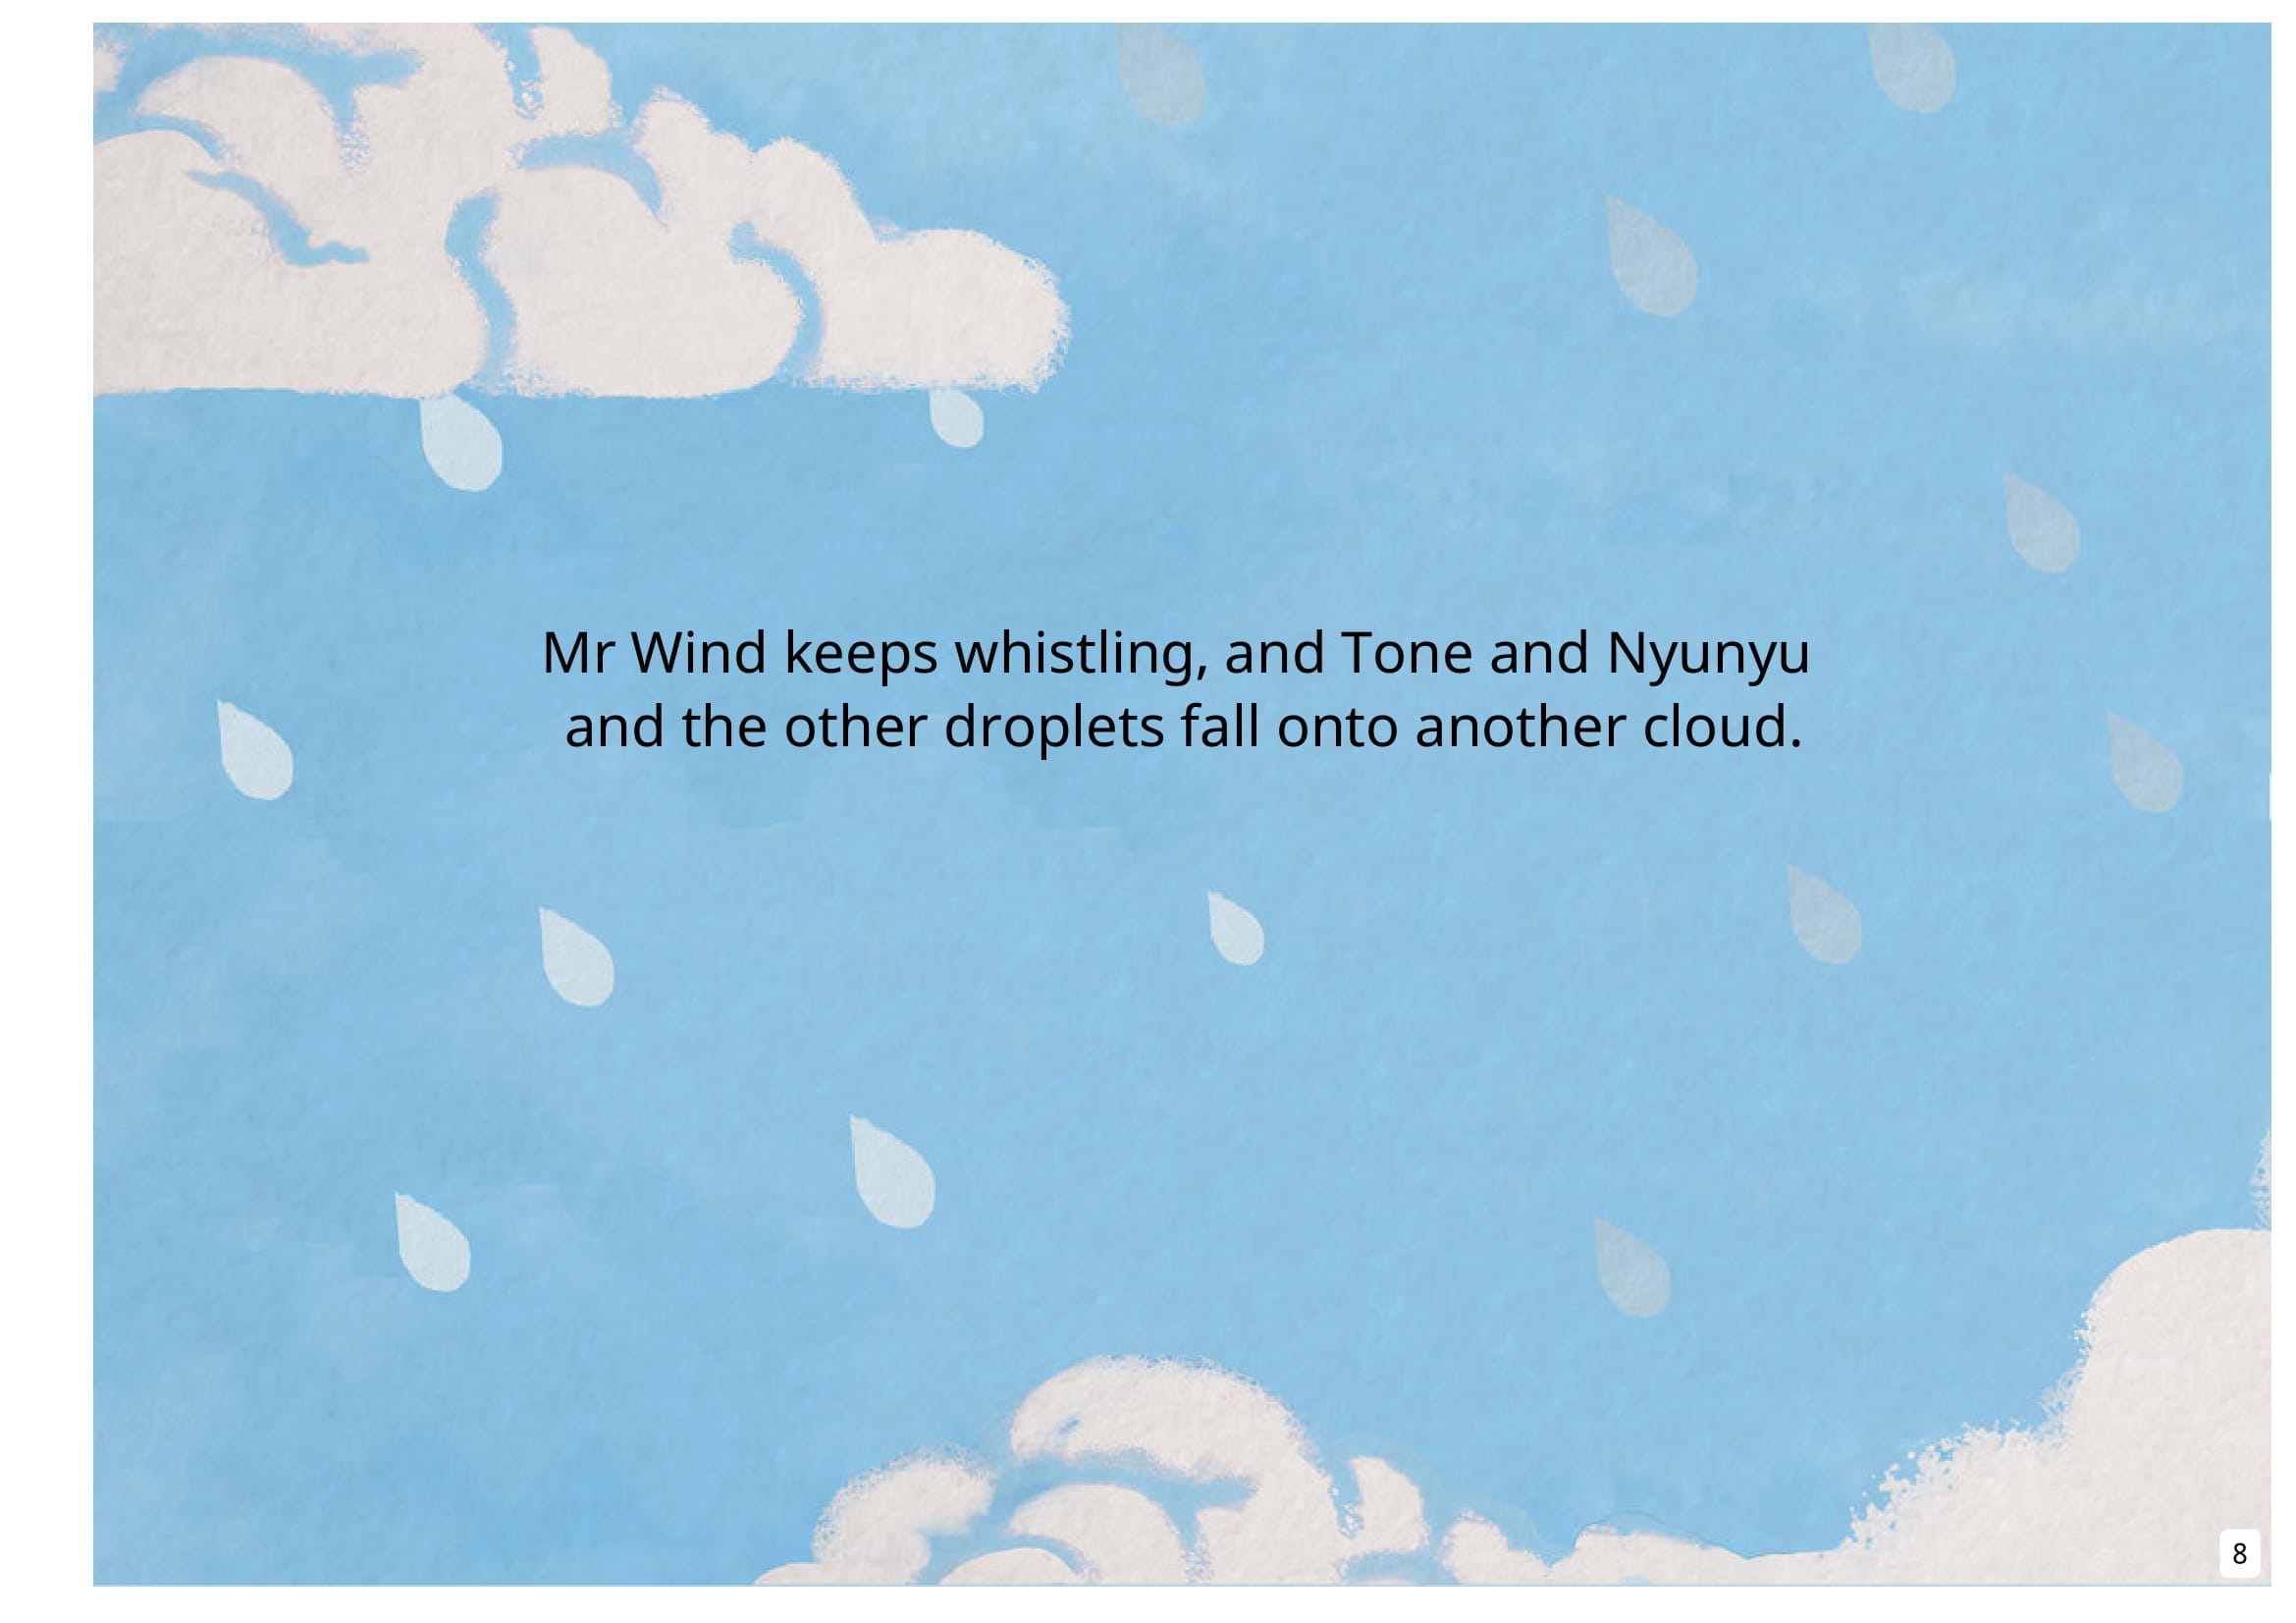 Mr Wind keeps whistling, and Tone and Nyunyu
and the other droplets fall onto another cloud.
8